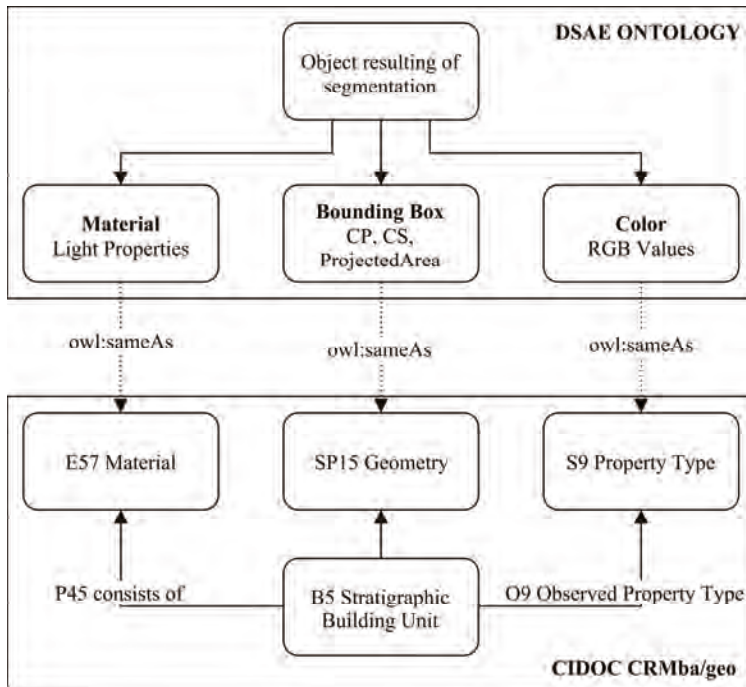 DSAE ONTOLOGY
Object resulting of
segmentation
Material
Light Properties
Bounding Box
CP, CS,
ProjectedArea
Color
RGB Values
owl:sameAs
owl:sameAs
owl:sameAs
E57 Material
SP15 Geometry
S9 Property Type
P45 consists of
B5 Stratigraphic
Building Unit
O9 Observed Property Type
CIDOC CRMba/geo